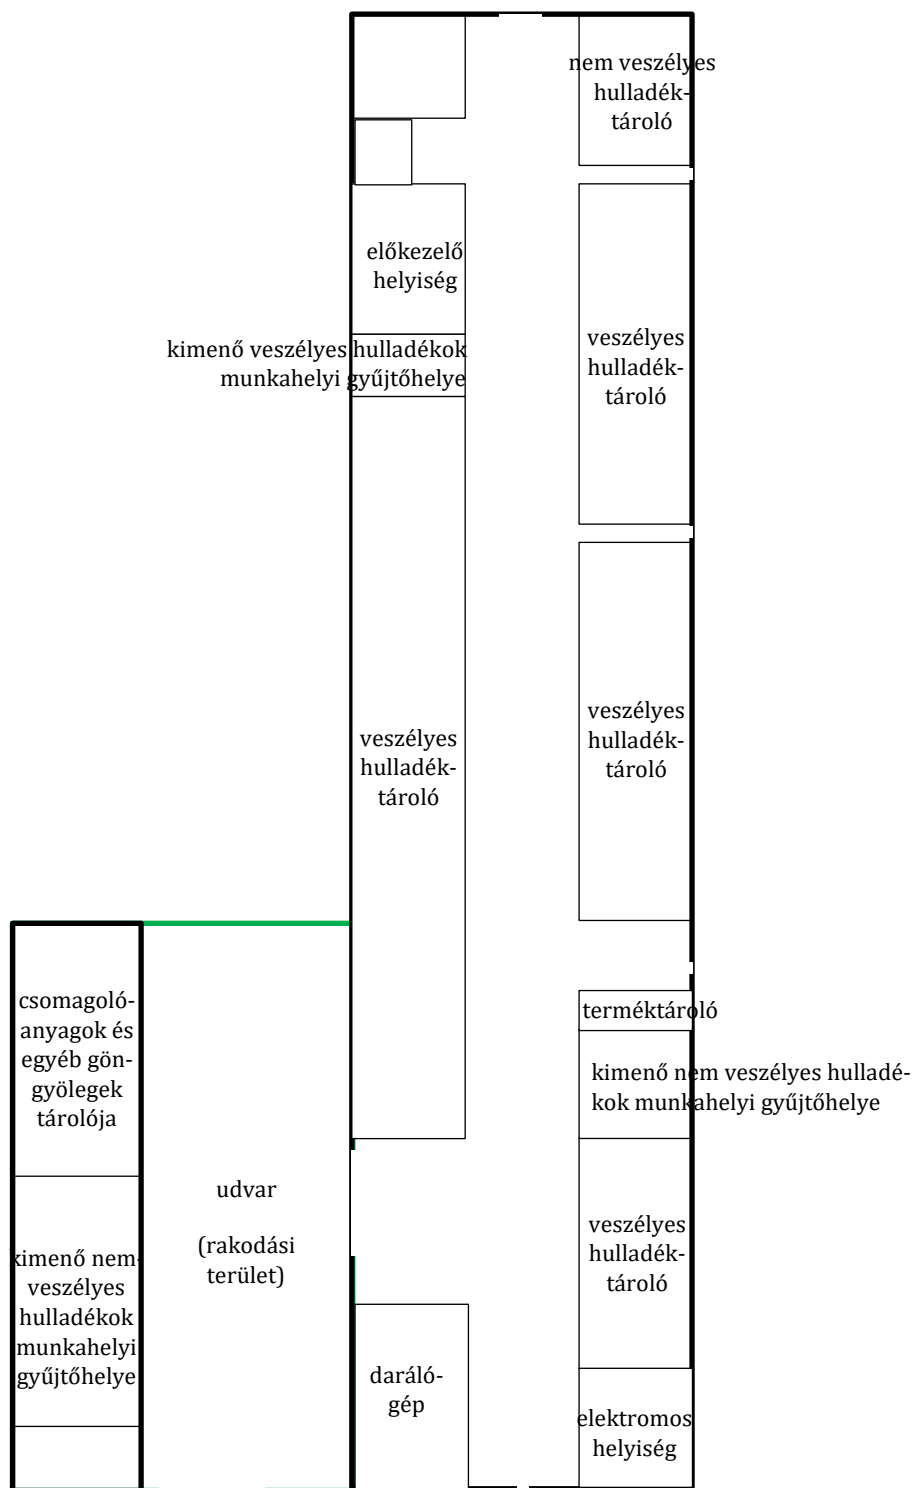 nem veszélyes
hulladék-
tároló
előkezelő
helyiség
kimenő veszélyes hulladékok
munkahelyi gyűjtőhelye
veszélyes
hulladék-
tároló
veszélyes
hulladék-
tároló
veszélyes
hulladék-
tároló
csomagoló-
anyagok és
egyéb gön-
gyölegek
tárolója
terméktároló
kimenő nem veszélyes hulladé-
kok munkahelyi gyűjtőhelye
udvar
(rakodási
terület)
veszélyes
hulladék-
tároló
kimenő nem-
veszélyes
hulladékok
munkahelyi
gyűjtőhelye
daráló-
gép
elektromos
helyiség